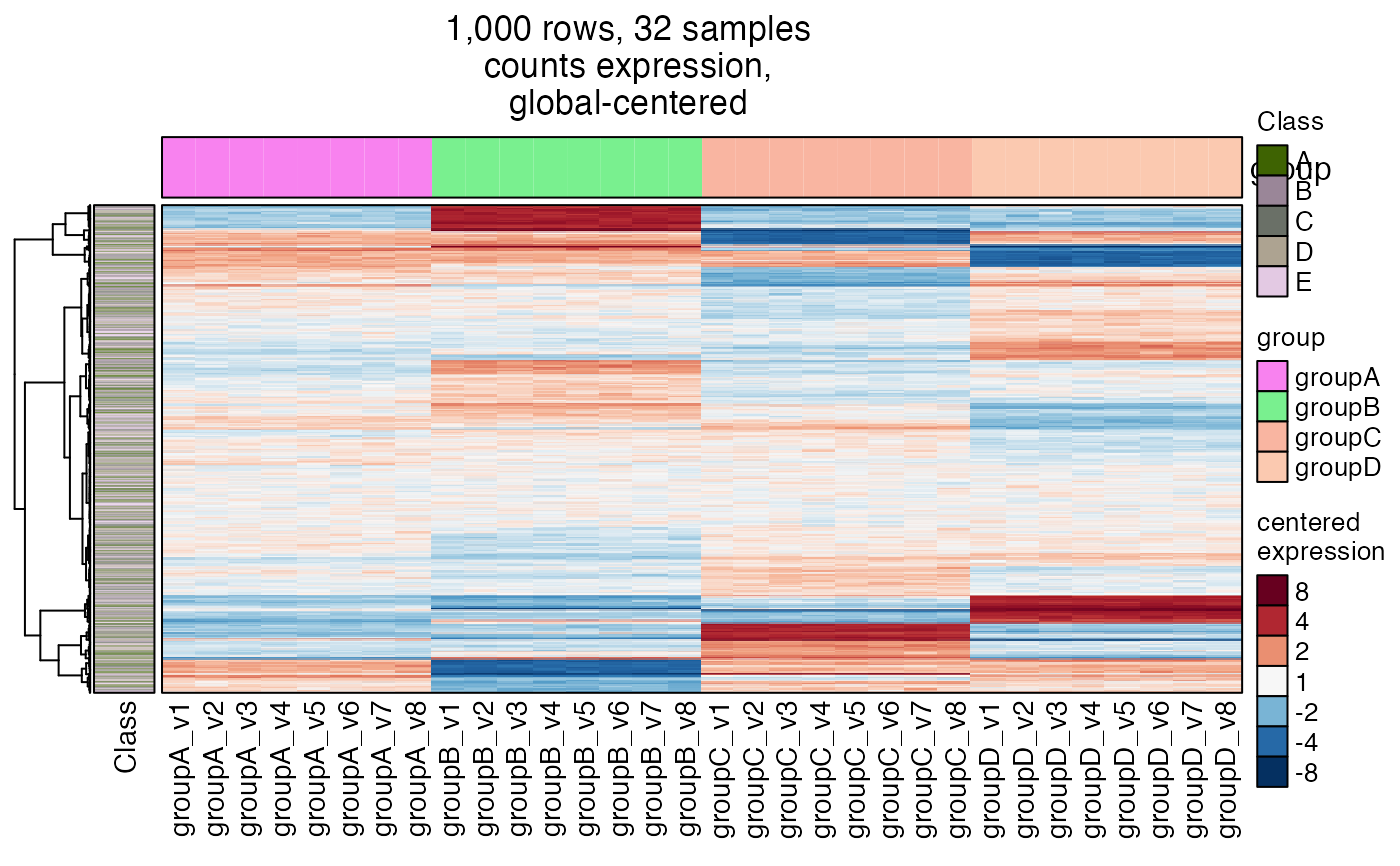 1,000 rows, 32 samples
counts expression,
global-centered
group
Class
A
B
C
D
E
group
groupA
groupB
groupC
groupD
centered
expression
8
4
2
1
-2
-4
-8
Class
groupA_v1
groupA_v2
groupA_v3
groupA_v4
groupA_v5
groupA_v6
groupA_v7
groupA_v8
groupB_v1
groupB_v2
groupB_v3
groupB_v4
groupB_v5
groupB_v6
groupB_v7
groupB_v8
groupC_v1
groupC_v2
groupC_v3
groupC_v4
groupC_v5
groupC_v6
groupC_v7
groupC_v8
groupD_v1
groupD_v2
groupD_v3
groupD_v4
groupD_v5
groupD_v6
groupD_v7
groupD_v8